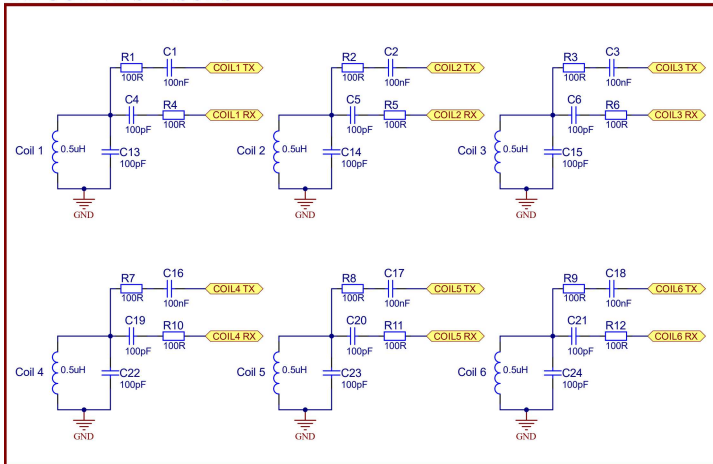 R1 C1 COIL1 TX R2 C2 COIL2 TX R3 C3 COIL3 TX
100R 100nF 100R 100nF 100R 100nF
C4 R4 COIL1 RX C5 R5 COIL2 RX C6 R6 COIL3 RX
100pF 100R 100pF 100R 100pF 100R
Coil 1 0.5uH C13 Coil 2 0.5uH C14 Coil 3 0.5uH C15
100pF 100pF 100pF
GND GND GND
R7 C16 COIL4 TX R8 C17 COIL5 TX R9 C18 COIL6 TX
100R 100nF 100R 100nF 100R 100nF
C19 R10 COIL4 RX C20 R11 COIL5 RX C21 R12 COIL6 RX
100pF 100R 100pF 100R 100pF 100R
Coil 4 0.5uH C22 Coil 5 0.5uH C23 Coil 6 0.5uH C24
100pF 100pF 100pF
GND GND GND